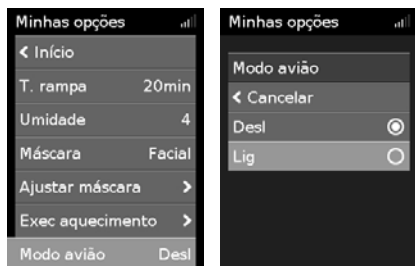 Minhas opções
< Início
T. rampa 20min
Umidade 4
Máscara Facial
Ajustar máscara >
Exec aquecimento >
Modo avião Desl
Minhas opções
Modo avião
< Cancelar
Desl
Lig